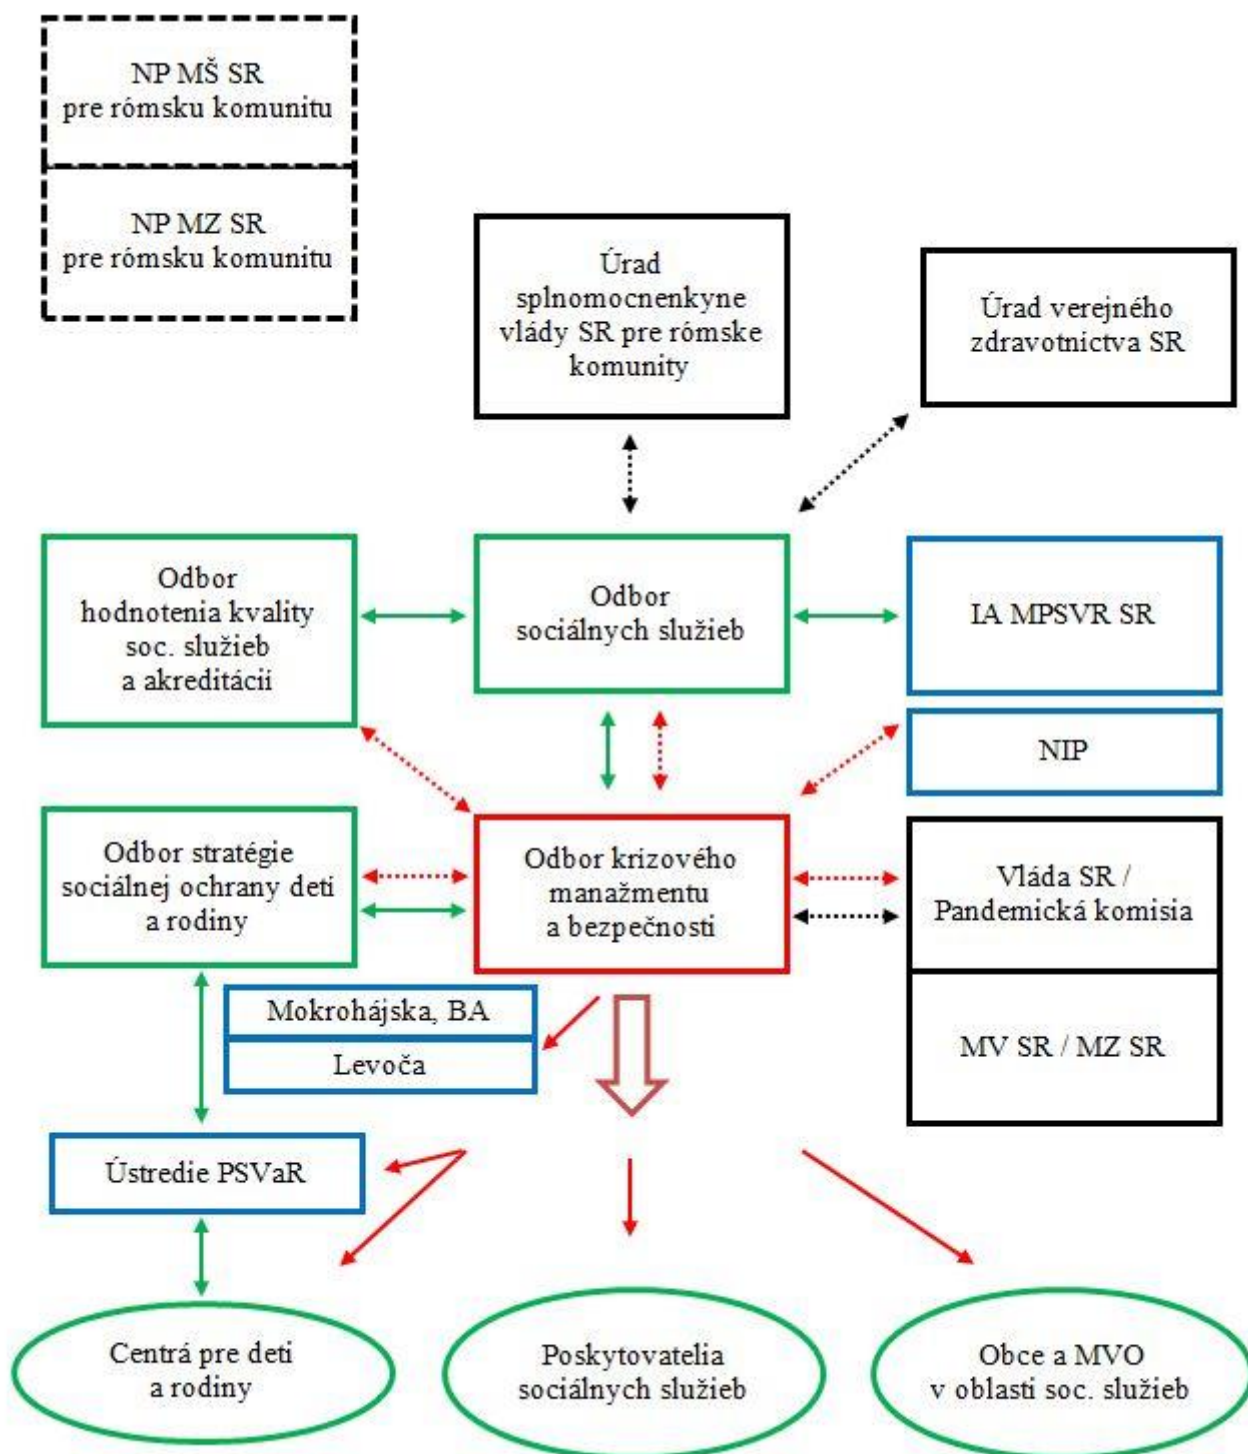 NP MŠ SR
pre rómsku komunitu
NP MZ SR
pre rómsku komunitu
Úrad
splnomocnenkyne
vlády SR pre rómske
komunity
Úrad verejného
zdravotníctva SR
Odbor
hodnotenia kvality
soc. služieb
a akreditácií
Odbor
sociálnych služieb
IA MPSVR SR
NIP
Odbor stratégie
sociálnej ochrany detí
a rodiny
Odbor krízového
manažmentu
a bezpečnosti
Vláda SR /
Pandemická komisia
MV SR / MZ SR
Mokrohájska, BA
Levoča
Ústredie PSVaR
Centrá pre deti
a rodiny
Poskytovatelia
sociálnych služieb
Obce a MVO
v oblasti soc. služieb